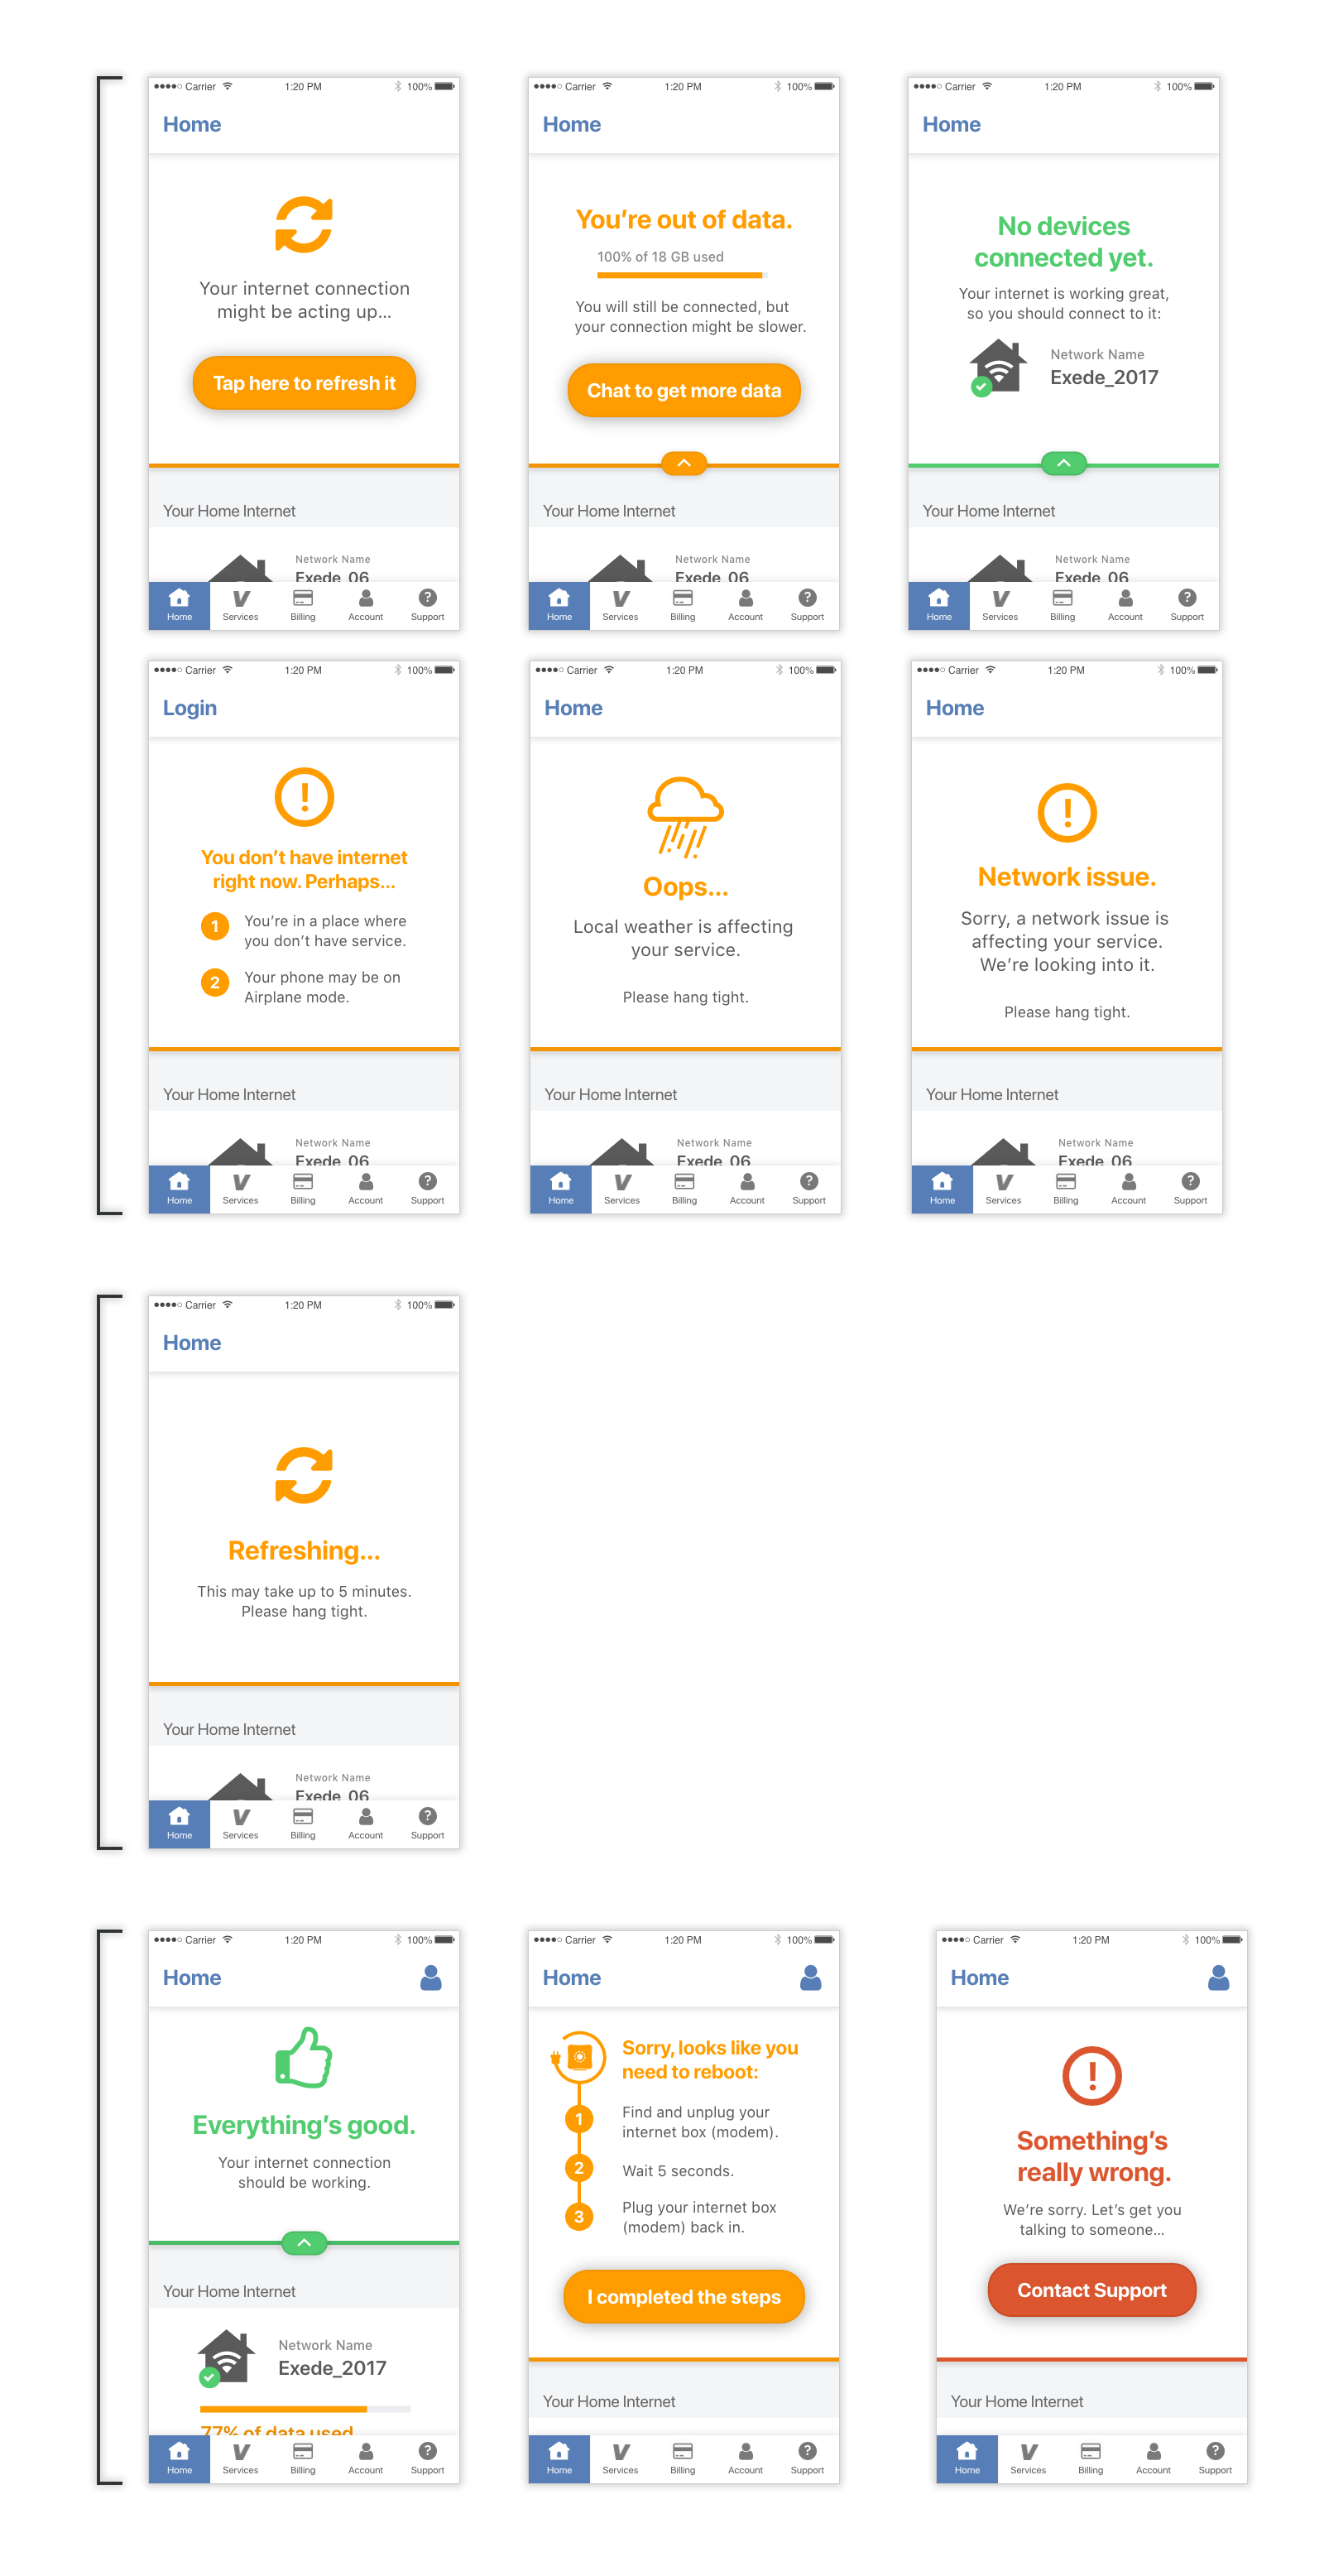 Carrier 1:20 PM 100%
Home
Your internet connection
might be acting up...
Tap here to refresh it
Your Home Internet
Network Name
Exede_06
Home Services Billing Account Support
Carrier 1:20 PM 100%
Home
You're out of data.
100% of 18 GB used
You will still be connected, but
your connection might be slower.
Chat to get more data
Your Home Internet
Network Name
Exede_06
Home Services Billing Account Support
Carrier 1:20 PM 100%
Home
No devices
connected yet.
Your internet is working great,
so you should connect to it:
Network Name
Exede_2017
Your Home Internet
Network Name
Exede_06
Home Services Billing Account Support
Carrier 1:20 PM 100%
Login
!
You don't have internet
right now. Perhaps...
1 You're in a place where
you don't have service.
2 Your phone may be on
Airplane mode.
Your Home Internet
Network Name
Exede_06
Home Services Billing Account Support
Carrier 1:20 PM 100%
Home
Oops...
Local weather is affecting
your service.
Please hang tight.
Your Home Internet
Network Name
Exede_06
Home Services Billing Account Support
Carrier 1:20 PM 100%
Home
!
Network issue.
Sorry, a network issue is
affecting your service.
We're looking into it.
Please hang tight.
Your Home Internet
Network Name
Exede_06
Home Services Billing Account Support
Carrier 1:20 PM 100%
Home
Refreshing...
This may take up to 5 minutes.
Please hang tight.
Your Home Internet
Network Name
Exede_06
Home Services Billing Account Support
Carrier 1:20 PM 100%
Home
Everything's good.
Your internet connection
should be working.
Your Home Internet
Network Name
Exede_2017
77% of data used
Home Services Billing Account Support
Carrier 1:20 PM 100%
Home
Sorry, looks like you
need to reboot:
1 Find and unplug your
internet box (modem).
2 Wait 5 seconds.
3 Plug your internet box
(modem) back in.
I completed the steps
Your Home Internet
Home Services Billing Account Support
Carrier 1:20 PM 100%
Home
!
Something's
really wrong.
We're sorry. Let's get you
talking to someone...
Contact Support
Your Home Internet
Home Services Billing Account Support